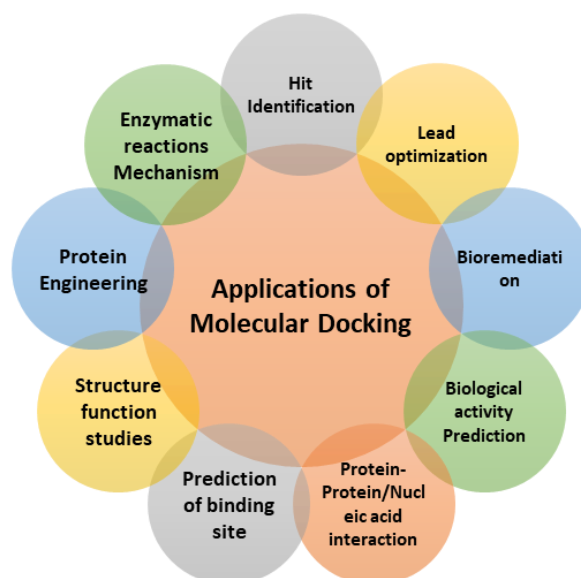 Hit
Identification
Lead
optimization
Bioremediati
on
Biological
activity
Prediction
Protein-
Protein/Nucl
eic acid
interaction
Prediction
of binding
site
Structure
function
studies
Protein
Engineering
Enzymatic
reactions
Mechanism
Applications of
Molecular Docking